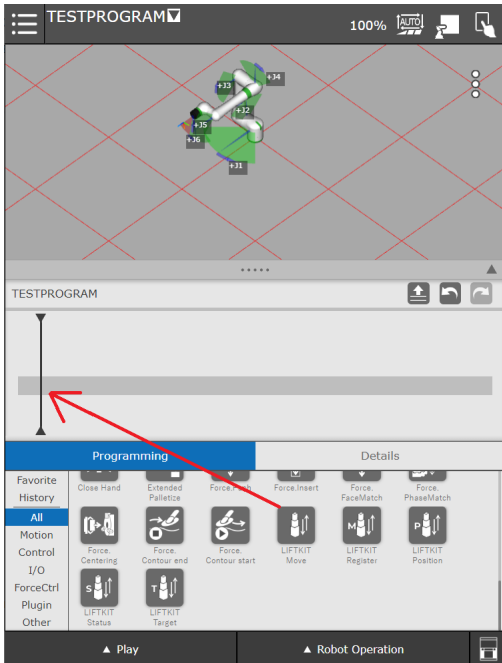 TESTPROGRAM
100%
AUTO
+J4
+J3
+J2
+J5
+J6
+J1
TESTPROGRAM
Programming
Details
Favorite
History
All
Motion
Control
I/O
ForceCtrl
Plugin
Other
Close Hand
Extended
Palletize
Force.Push
Force.Insert
Force.
FaceMatch
Force.
PhaseMatch
Force.
Centering
Force.
Contour end
Force.
Contour start
LIFTKIT
Move
M
LIFTKIT
Register
P
LIFTKIT
Position
S
LIFTKIT
Status
T
LIFTKIT
Target
▲ Play
▲ Robot Operation